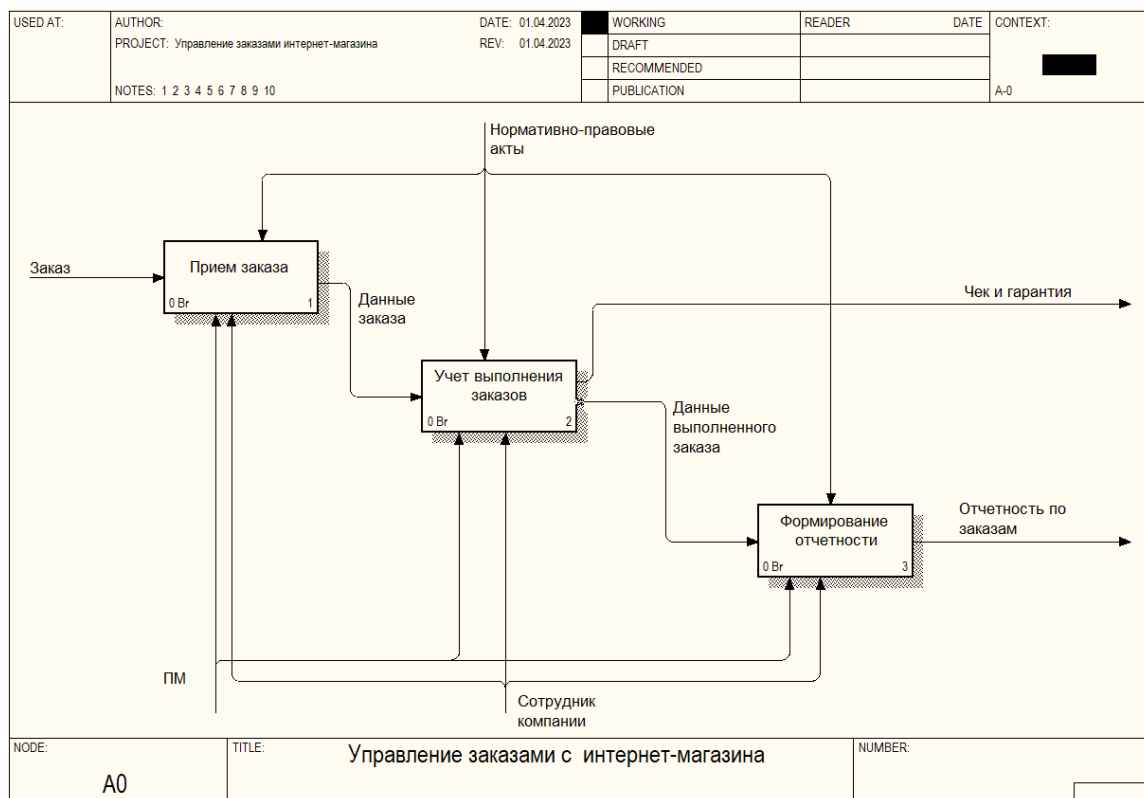 USED AT:
AUTHOR:
DATE: 01.04.2023
PROJECT: Управление заказами интернет-магазина
REV: 01.04.2023
NOTES: 1 2 3 4 5 6 7 8 9 10
WORKING
DRAFT
RECOMMENDED
PUBLICATION
READER
DATE
CONTEXT:
A-0
Нормативно-правовые
акты
Заказ
Прием заказа
0 Br
1
Данные
заказа
Чек и гарантия
Учет выполнения
заказов
0 Br
2
Данные
выполненного
заказа
Формирование
отчетности
0 Br
3
Отчетность по
заказам
ПМ
Сотрудник
компании
NODE:
A0
TITLE:
Управление заказами с интернет-магазина
NUMBER: